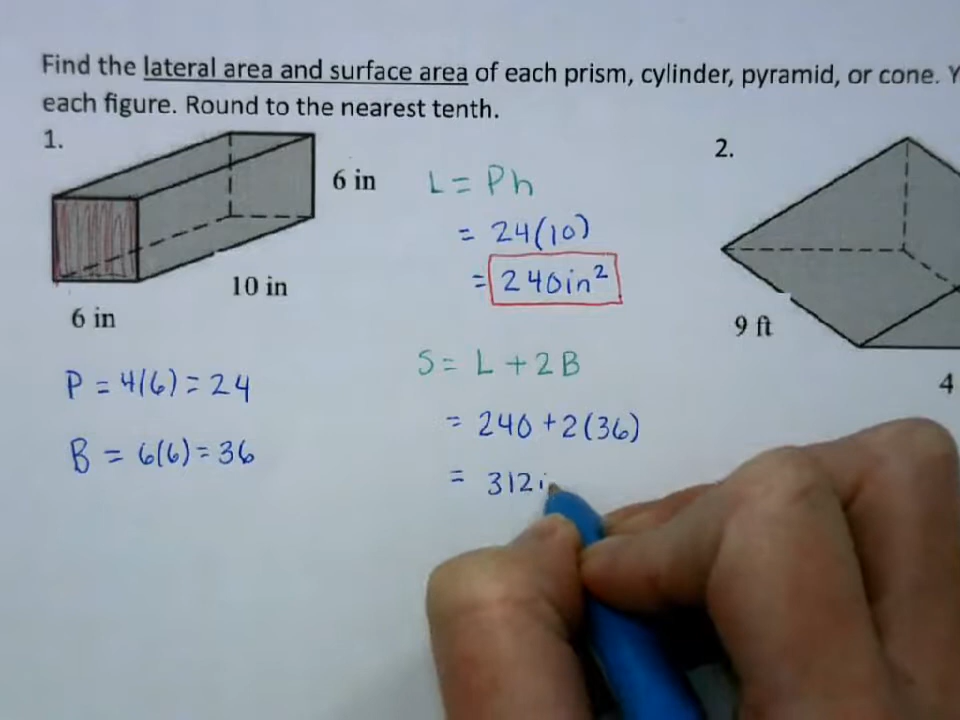 Find the lateral area and surface area of each prism, cylinder, pyramid, or cone. Y
each figure. Round to the nearest tenth.
1.
6 in
10 in
6 in
P = 4(6) = 24
B = 6(6) = 36
L = Ph
= 24(10)
= 240in²
S = L + 2B
= 240 + 2(36)
= 312i
2.
9 ft
4